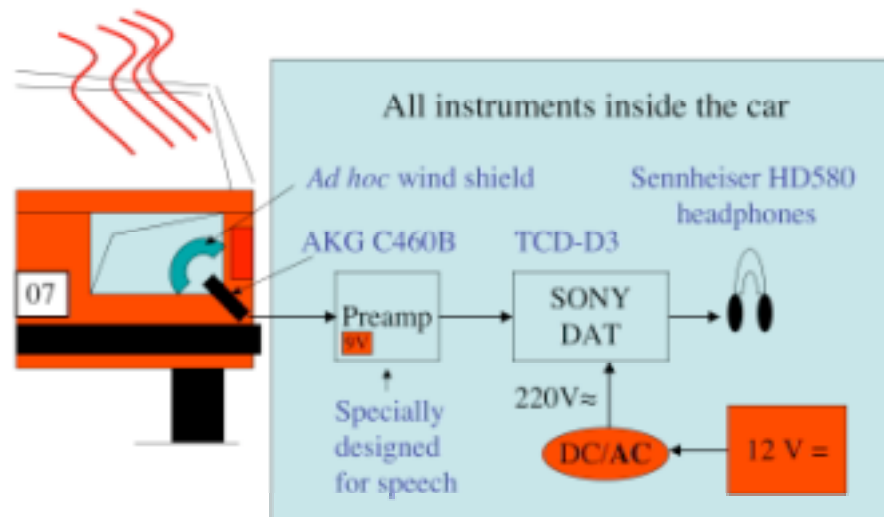 All instruments inside the car
Ad hoc wind shield
Sennheiser HD580
headphones
AKG C460B
TCD-D3
07
Preamp
9V
SONY
DAT
220V≈
Specially
designed
for speech
DC/AC
12 V =